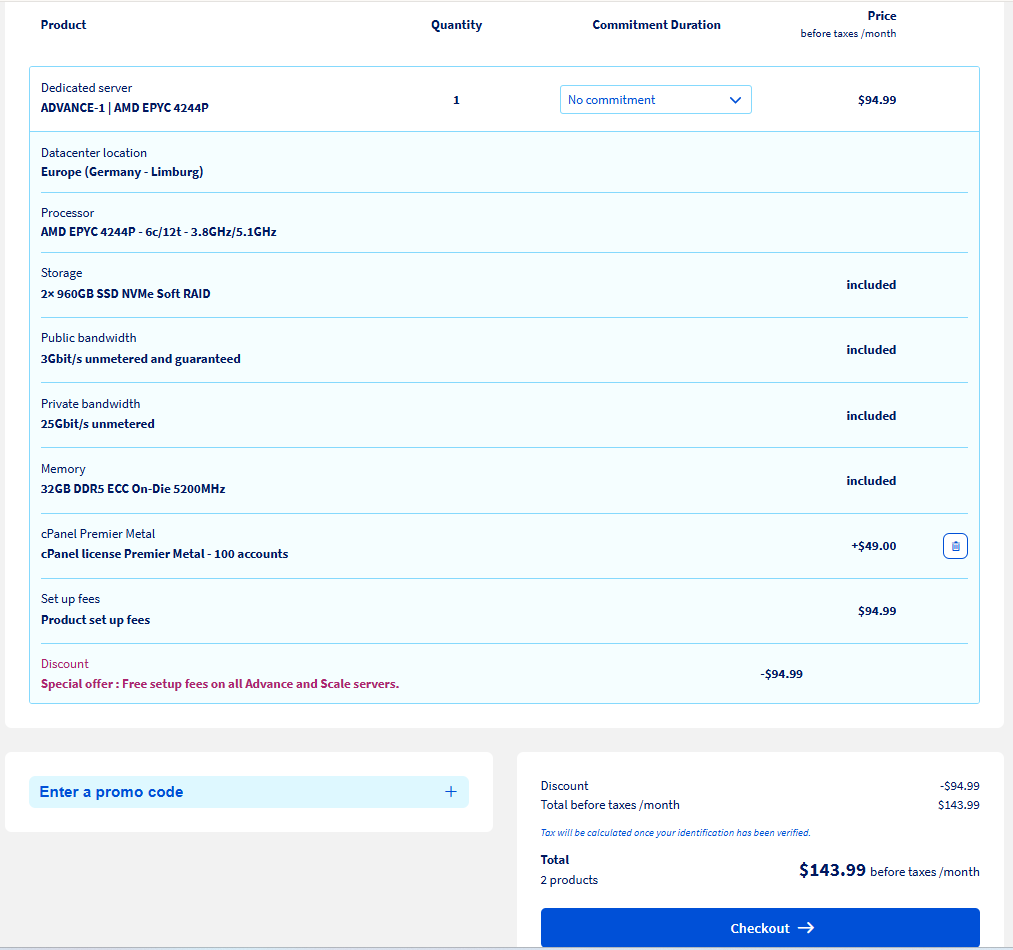 Product
Quantity
Commitment Duration
Price
before taxes /month
Dedicated server
ADVANCE-1 | AMD EPYC 4244P
1
No commitment
$94.99
Datacenter location
Europe (Germany - Limburg)
Processor
AMD EPYC 4244P - 6c/12t - 3.8GHz/5.1GHz
Storage
2× 960GB SSD NVMe Soft RAID
included
Public bandwidth
3Gbit/s unmetered and guaranteed
included
Private bandwidth
25Gbit/s unmetered
included
Memory
32GB DDR5 ECC On-Die 5200MHz
included
cPanel Premier Metal
cPanel license Premier Metal - 100 accounts
+$49.00
Set up fees
Product set up fees
$94.99
Discount
Special offer : Free setup fees on all Advance and Scale servers.
-$94.99
Enter a promo code
+
Discount -$94.99
Total before taxes /month $143.99
Tax will be calculated once your identification has been verified.
Total
2 products
$143.99 before taxes /month
Checkout →